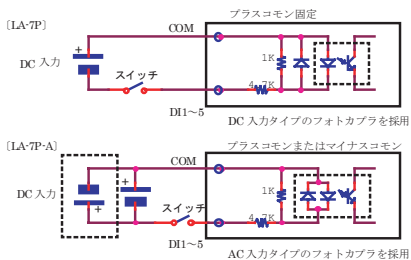 プラスコモン固定
〔LA-7P〕
COM
+
DC 入力
スイッチ
1K
4.7K
DI1～5
DC 入力タイプのフォトカプラを採用
〔LA-7P-A〕
プラスコモンまたはマイナスコモン
COM
+
DC 入力
+
スイッチ
1K
4.7K
DI1～5
AC 入力タイプのフォトカプラを採用